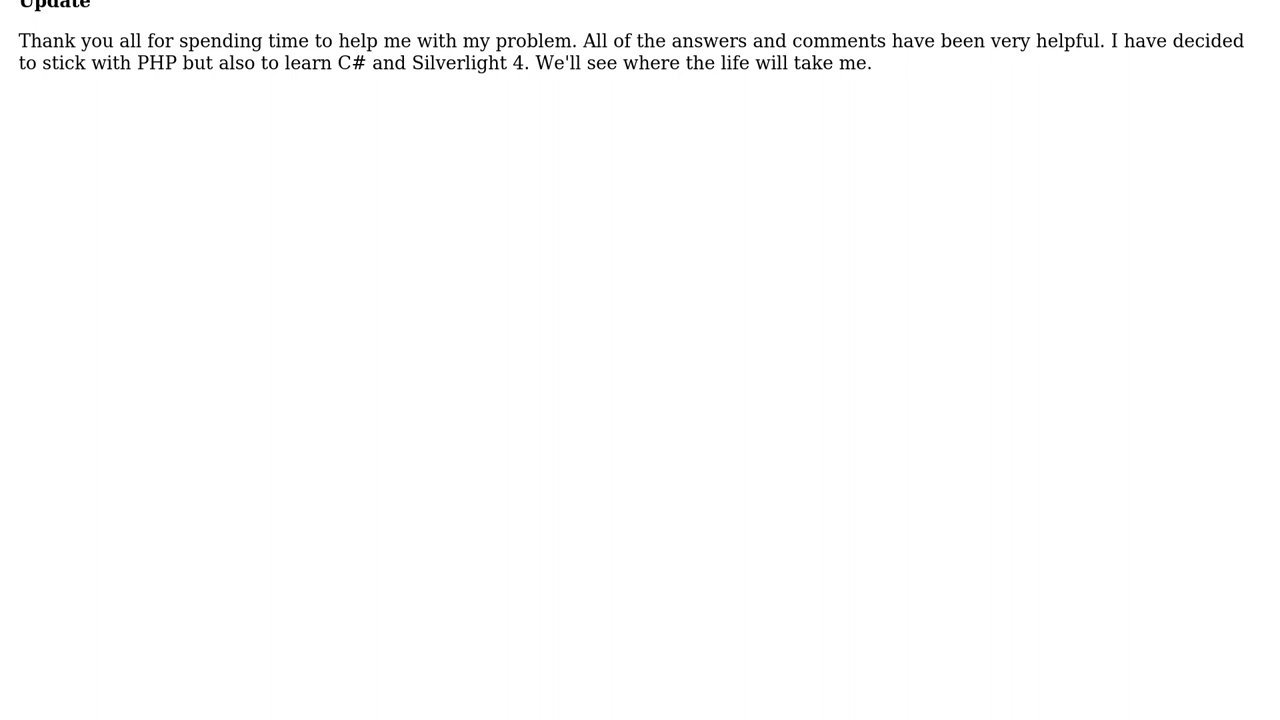 Update
Thank you all for spending time to help me with my problem. All of the answers and comments have been very helpful. I have decided
to stick with PHP but also to learn C# and Silverlight 4. We'll see where the life will take me.